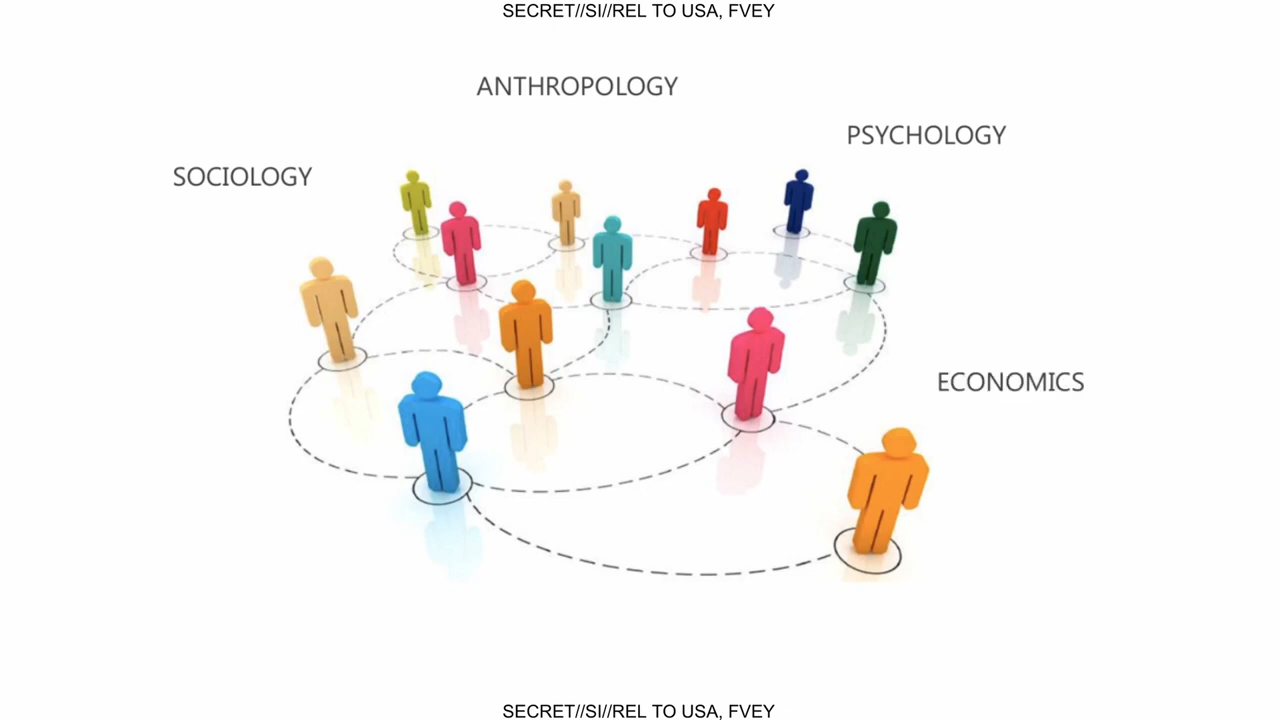 SECRET//SI//REL TO USA, FVEY
ANTHROPOLOGY
PSYCHOLOGY
SOCIOLOGY
ECONOMICS
SECRET//SI//REL TO USA, FVEY